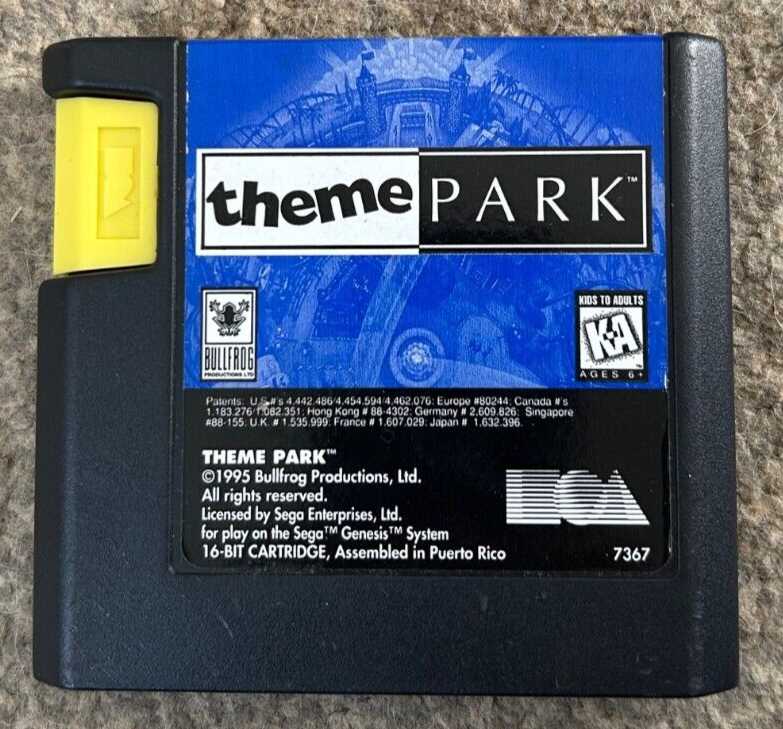 theme PARK™
BULLFROG
PRODUCTIONS LTD
KIDS TO ADULTS
K-A
™
AGES 6+
Patents: U.S.#'s 4.442.486/4.454.594/4.462.076: Europe #80244: Canada #'s
1.183.276/1.082.351: Hong Kong # 88-4302: Germany # 2.609.826: Singapore
#88-155: U.K. # 1.535.999: France # 1.607.029: Japan # 1.632.396.
THEME PARK™
©1995 Bullfrog Productions, Ltd.
All rights reserved.
Licensed by Sega Enterprises, Ltd.
for play on the Sega™ Genesis™ System
16-BIT CARTRIDGE, Assembled in Puerto Rico
EOA
7367